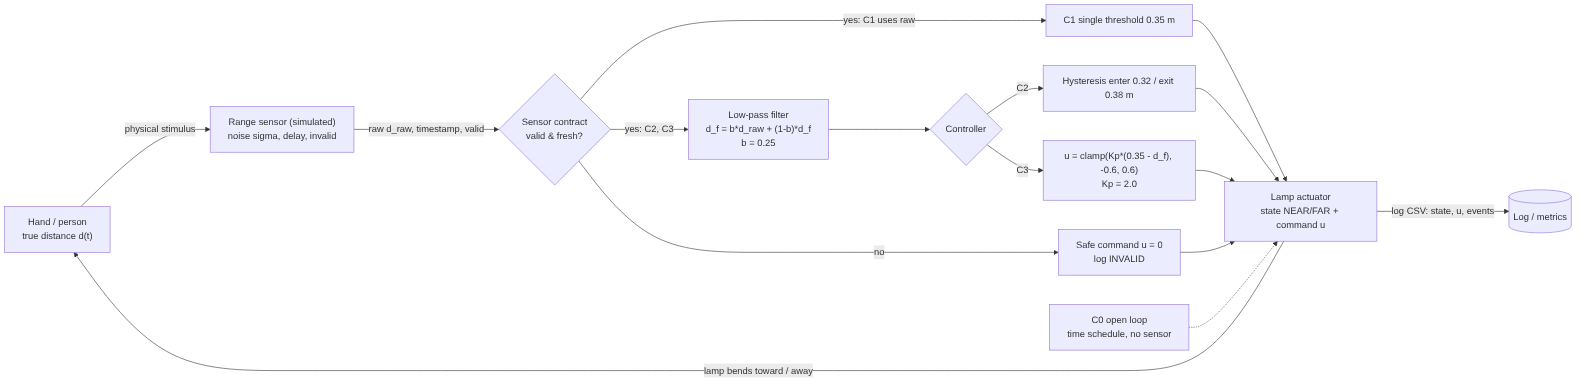 Hand / person
true distance d(t)
physical stimulus
Range sensor (simulated)
noise sigma, delay, invalid
raw d_raw, timestamp, valid
Sensor contract
valid & fresh?
yes: C1 uses raw
C1 single threshold 0.35 m
yes: C2, C3
Low-pass filter
d_f = b*d_raw + (1-b)*d_f
b = 0.25
Controller
C2
Hysteresis enter 0.32 / exit
0.38 m
C3
u = clamp(Kp*(0.35 - d_f),
-0.6, 0.6)
Kp = 2.0
no
Safe command u = 0
log INVALID
C0 open loop
time schedule, no sensor
Lamp actuator
state NEAR/FAR +
command u
log CSV: state, u, events
Log / metrics
lamp bends toward / away